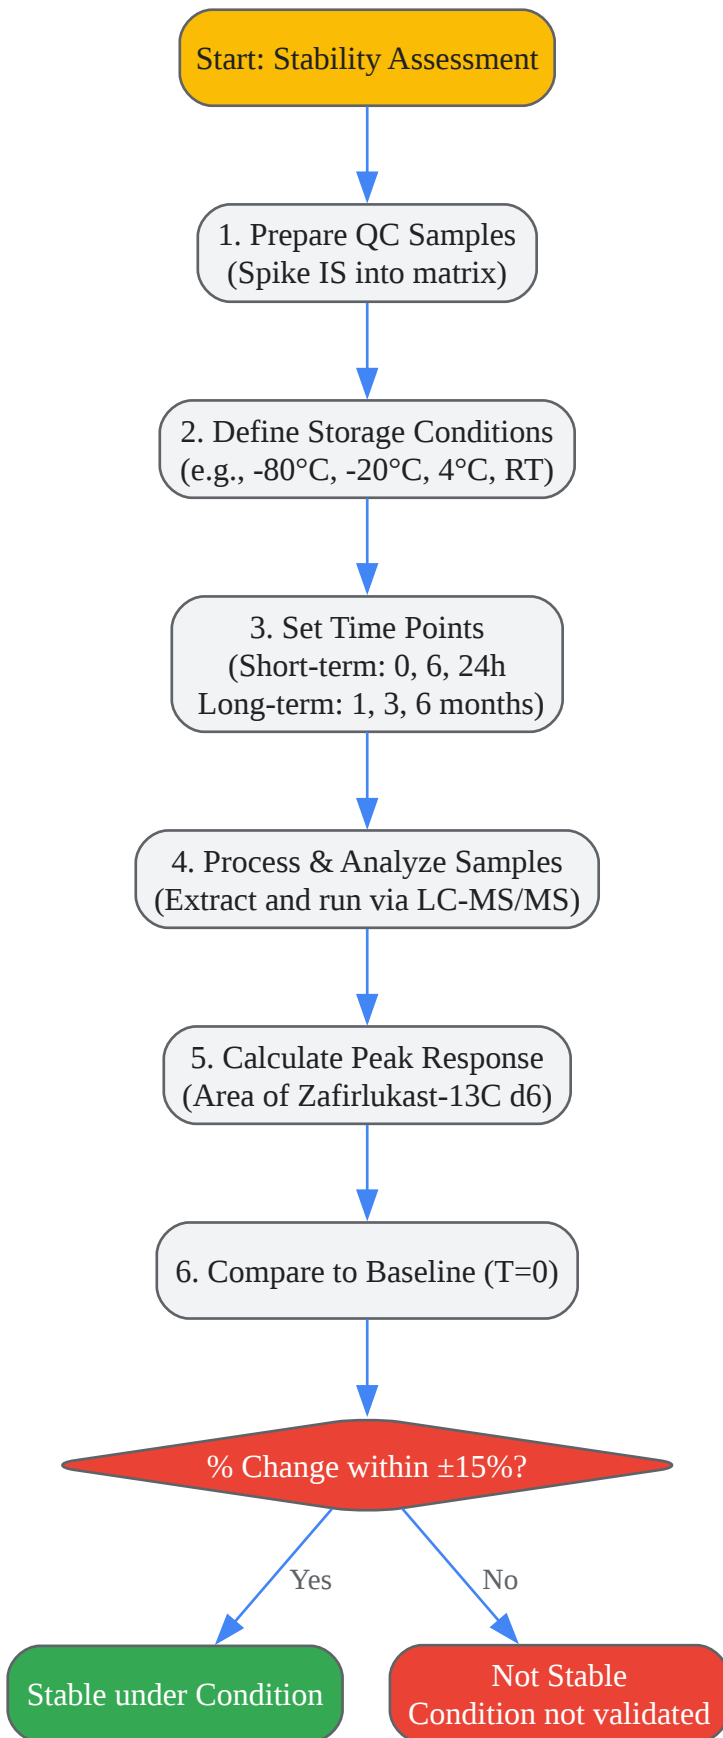 Start: Stability Assessment
1. Prepare QC Samples
(Spike IS into matrix)
2. Define Storage Conditions
(e.g., -80°C, -20°C, 4°C, RT)
3. Set Time Points
(Short-term: 0, 6, 24h
Long-term: 1, 3, 6 months)
4. Process & Analyze Samples
(Extract and run via LC-MS/MS)
5. Calculate Peak Response
(Area of Zafirlukast-13C d6)
6. Compare to Baseline (T=0)
% Change within ±15%?
Yes
No
Stable under Condition
Not Stable
Condition not validated